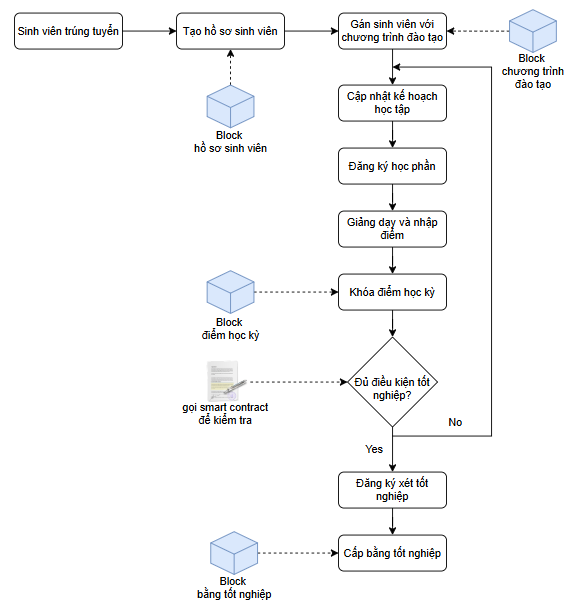 Sinh viên trúng tuyển
Tạo hồ sơ sinh viên
Gán sinh viên với
chương trình đào tạo
Block
chương trình
đào tạo
Block
hồ sơ sinh viên
Cập nhật kế hoạch
học tập
Đăng ký học phần
Giảng dạy và nhập
điểm
Khóa điểm học kỳ
Block
điểm học kỳ
Đủ điều kiện tốt
nghiệp?
gọi smart contract
để kiểm tra
No
Yes
Đăng ký xét tốt
nghiệp
Cấp bằng tốt nghiệp
Block
bằng tốt nghiệp